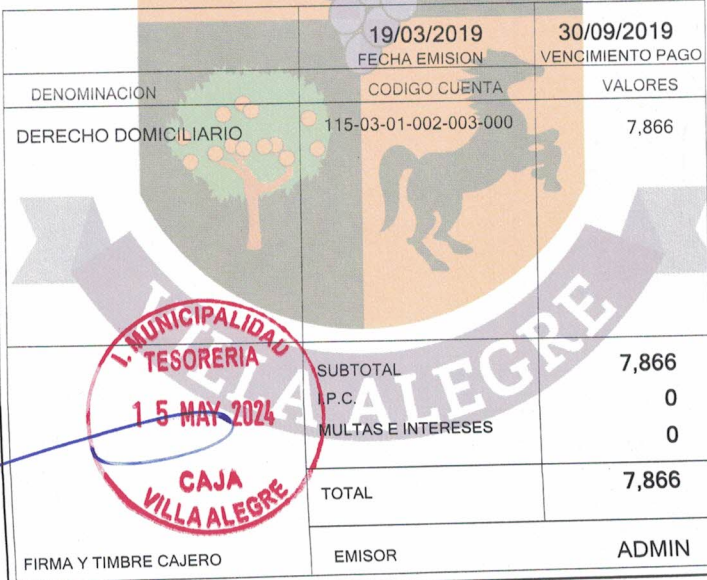 19/03/2019 30/09/2019
FECHA EMISION VENCIMIENTO PAGO
DENOMINACION CODIGO CUENTA VALORES
DERECHO DOMICILIARIO 115-03-01-002-003-000 7,866
VILLA ALEGRE
I. MUNICIPALIDAD
TESORERIA
15 MAY 2024
CAJA
VILLA ALEGRE
SUBTOTAL 7,866
I.P.C. 0
MULTAS E INTERESES 0
TOTAL 7,866
FIRMA Y TIMBRE CAJERO EMISOR ADMIN